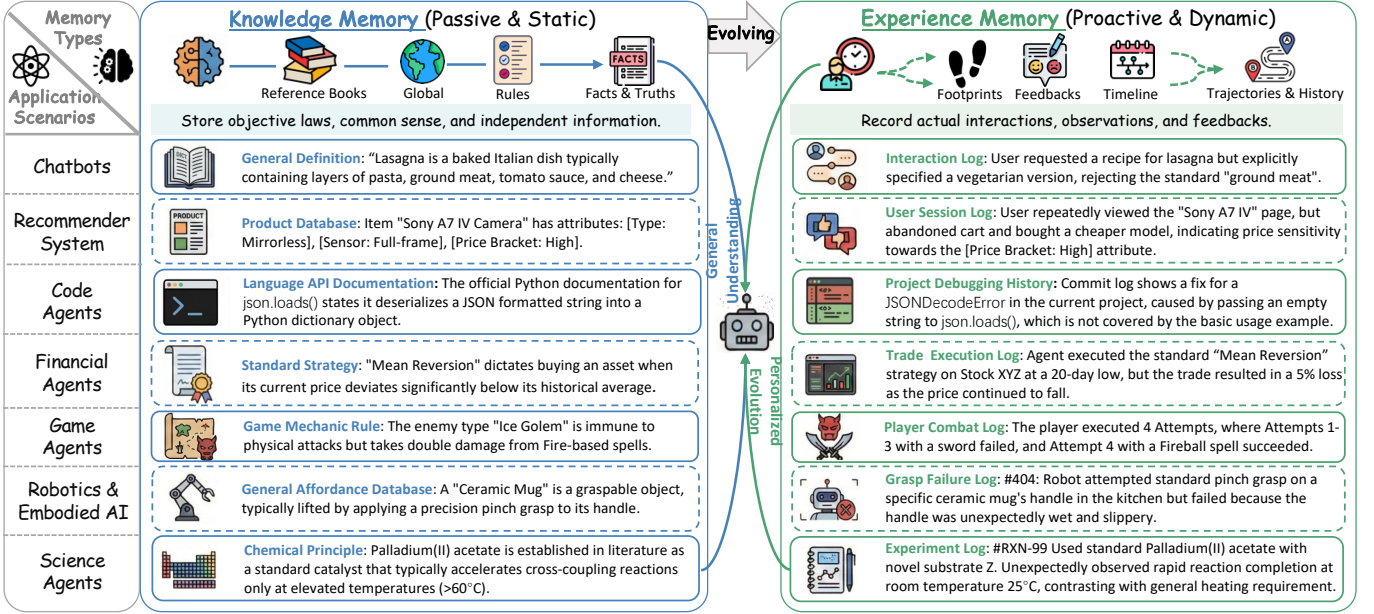 Memory
Types
Application
Scenarios
Knowledge Memory (Passive & Static)
Reference Books
Global
Rules
FACTS
Facts & Truths
Store objective laws, common sense, and independent information.
Evolving
Experience Memory (Proactive & Dynamic)
Footprints
Feedbacks
Timeline
A
B
Trajectories & History
Record actual interactions, observations, and feedbacks.
Chatbots
General Definition: “Lasagna is a baked Italian dish typically
containing layers of pasta, ground meat, tomato sauce, and cheese.”
Interaction Log: User requested a recipe for lasagna but explicitly
specified a vegetarian version, rejecting the standard "ground meat".
Recommender
System
PRODUCT
Product Database: Item "Sony A7 IV Camera" has attributes: [Type:
Mirrorless], [Sensor: Full-frame], [Price Bracket: High].
User Session Log: User repeatedly viewed the "Sony A7 IV" page, but
abandoned cart and bought a cheaper model, indicating price sensitivity
towards the [Price Bracket: High] attribute.
General
Understanding
Code
Agents
Language API Documentation: The official Python documentation for
json.loads() states it deserializes a JSON formatted string into a
Python dictionary object.
Project Debugging History: Commit log shows a fix for a
JSONDecodeError in the current project, caused by passing an empty
string to json.loads(), which is not covered by the basic usage example.
Financial
Agents
Standard Strategy: "Mean Reversion" dictates buying an asset when
its current price deviates significantly below its historical average.
Trade Execution Log: Agent executed the standard “Mean Reversion”
strategy on Stock XYZ at a 20-day low, but the trade resulted in a 5% loss
as the price continued to fall.
Personalized
Evolution
Game
Agents
Game Mechanic Rule: The enemy type "Ice Golem" is immune to
physical attacks but takes double damage from Fire-based spells.
Player Combat Log: The player executed 4 Attempts, where Attempts 1-
3 with a sword failed, and Attempt 4 with a Fireball spell succeeded.
Robotics &
Embodied AI
General Affordance Database: A "Ceramic Mug" is a graspable object,
typically lifted by applying a precision pinch grasp to its handle.
Grasp Failure Log: #404: Robot attempted standard pinch grasp on a
specific ceramic mug's handle in the kitchen but failed because the
handle was unexpectedly wet and slippery.
Science
Agents
Chemical Principle: Palladium(II) acetate is established in literature as
a standard catalyst that typically accelerates cross-coupling reactions
only at elevated temperatures (>60°C).
Experiment Log: #RXN-99 Used standard Palladium(II) acetate with
novel substrate Z. Unexpectedly observed rapid reaction completion at
room temperature 25°C, contrasting with general heating requirement.